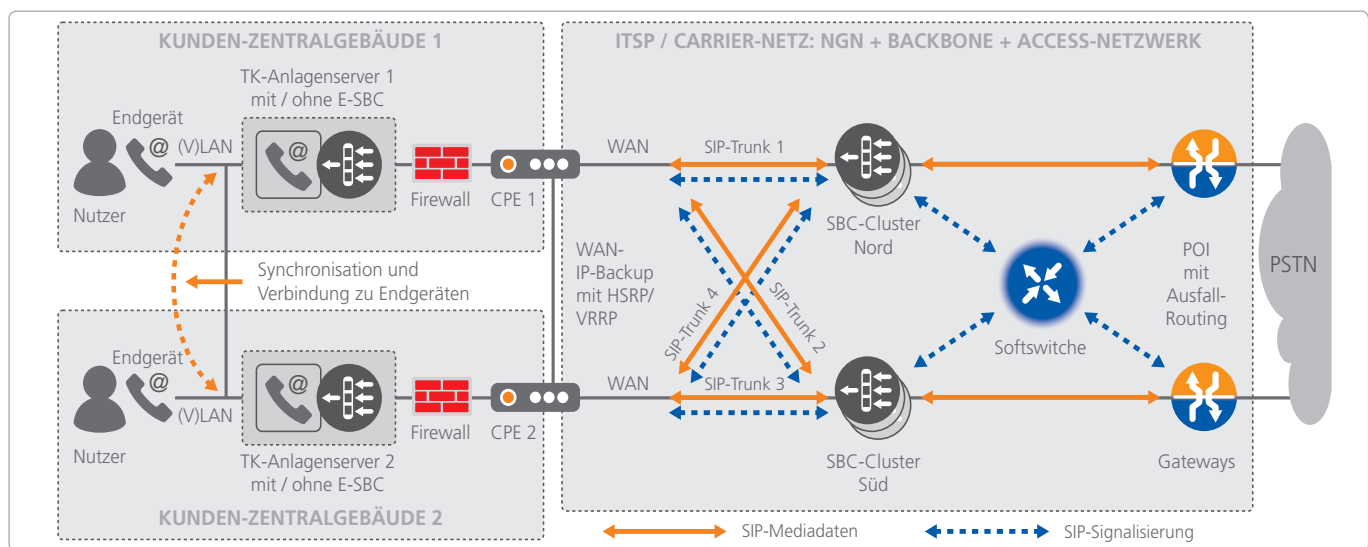 KUNDEN-ZENTRALGEBÄUDE 1
TK-Anlagenserver 1
mit / ohne E-SBC
Endgerät
@
(V)LAN
@
Nutzer
Firewall
CPE 1
Synchronisation und
Verbindung zu Endgeräten
Endgerät
@
(V)LAN
@
Nutzer
Firewall
CPE 2
TK-Anlagenserver 2
mit / ohne E-SBC
KUNDEN-ZENTRALGEBÄUDE 2
ITSP / CARRIER-NETZ: NGN + BACKBONE + ACCESS-NETZWERK
WAN
SIP-Trunk 1
SBC-Cluster
Nord
WAN-
IP-Backup
mit HSRP/
VRRP
SIP-Trunk 4
SIP-Trunk 2
Softswitche
POI
mit
Ausfall-
Routing
PSTN
WAN
SIP-Trunk 3
SBC-Cluster
Süd
Gateways
SIP-Mediadaten
SIP-Signalisierung